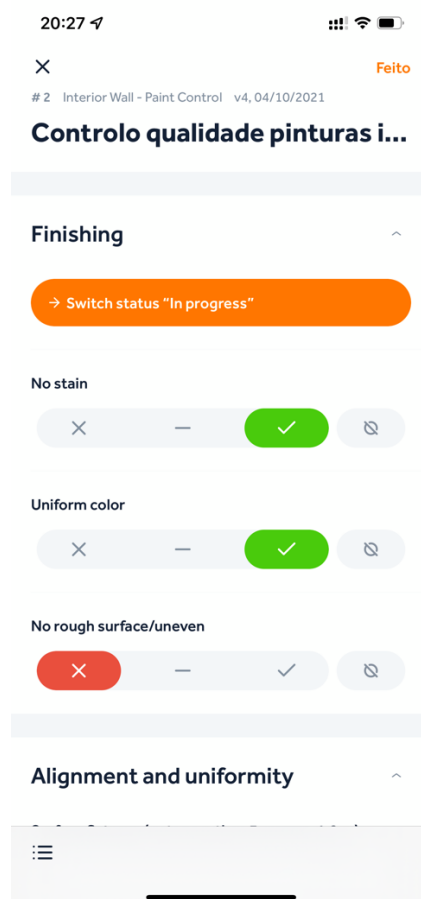 20:27
Feito
# 2 Interior Wall - Paint Control v4, 04/10/2021
Controlo qualidade pinturas i...
Finishing
→ Switch status "In progress"
No stain
Uniform color
No rough surface/uneven
Alignment and uniformity